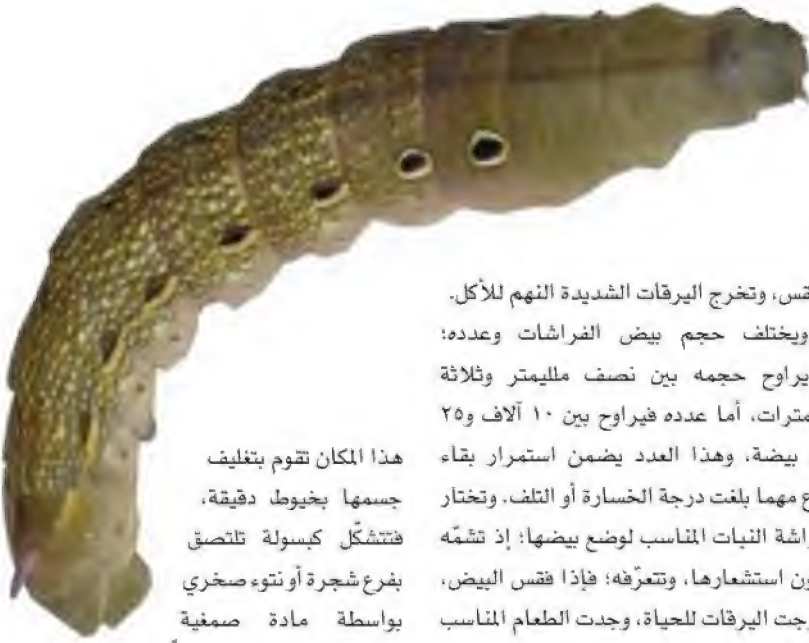 قس، وتخرج اليرقات الشديدة النهم للأكل.
ويختلف حجم بيض الفراشات وعدده؛
يراوح حجمه بين نصف ملليمتر وثلاثة
مترات، أما عدده فيراوح بين ١٠ آلاف و٢٥
بيضة، وهذا العدد يضمن استمرار بقاء
ع مهما بلغت درجة الخسارة أو التلف. وتختار
راشة النبات المناسب لوضع بيضها؛ إذ تشمّه
ون استشعارها، وتتعرّفه؛ فإذا فقس البيض،
جت اليرقات للحياة، وجدت الطعام المناسب
هذا المكان تقوم بتغليف
جسمها بخيوط دقيقة،
فتتشكّل كبسولة تلتصق
بفرع شجرة أو نتوء صخري
بواسطة مادة صمغية